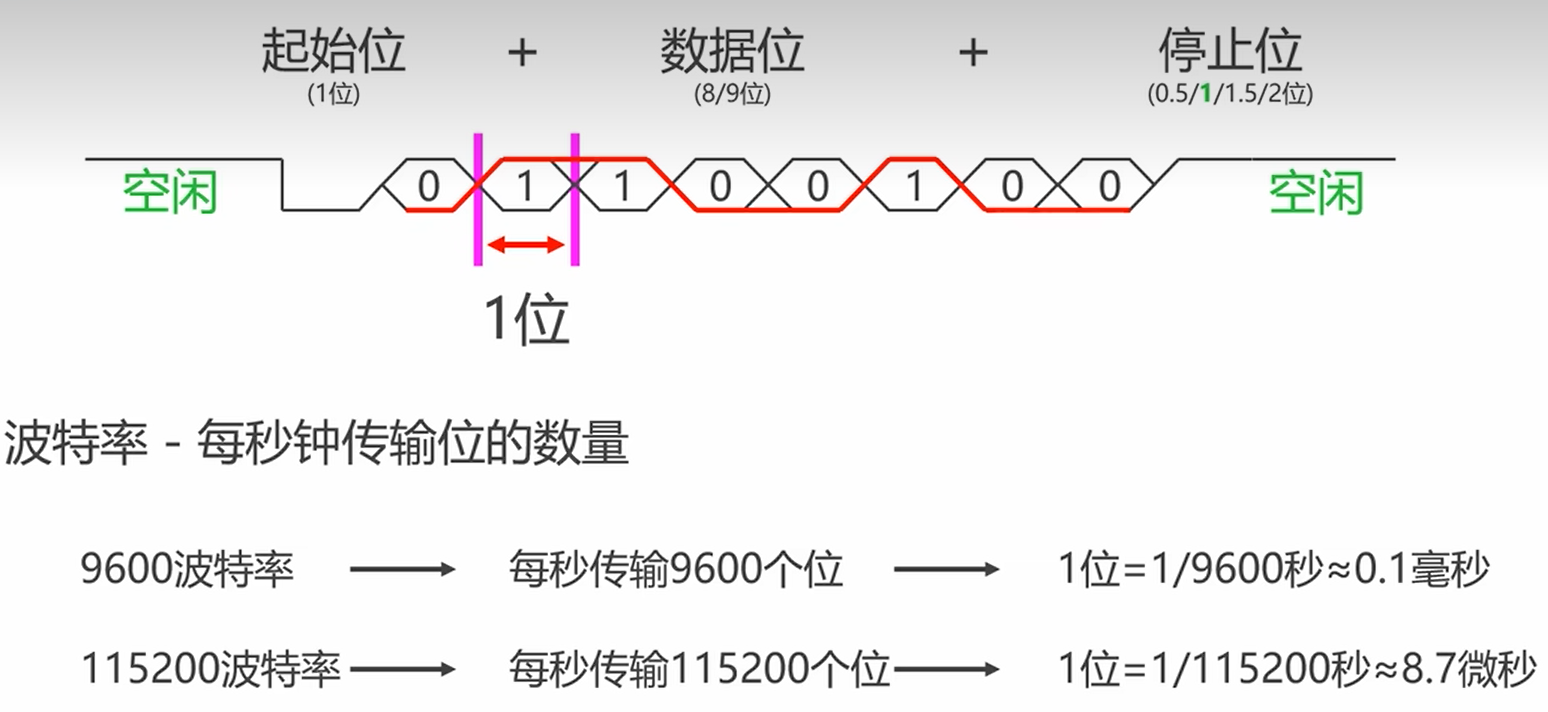 起始位 + 数据位 + 停止位
(1位) (8/9位) (0.5/1/1.5/2位)
空闲 0 1 1 0 0 1 0 0 空闲
1位
波特率 - 每秒钟传输位的数量
9600波特率 → 每秒传输9600个位 → 1位=1/9600秒≈0.1毫秒
115200波特率 → 每秒传输115200个位 → 1位=1/115200秒≈8.7微秒